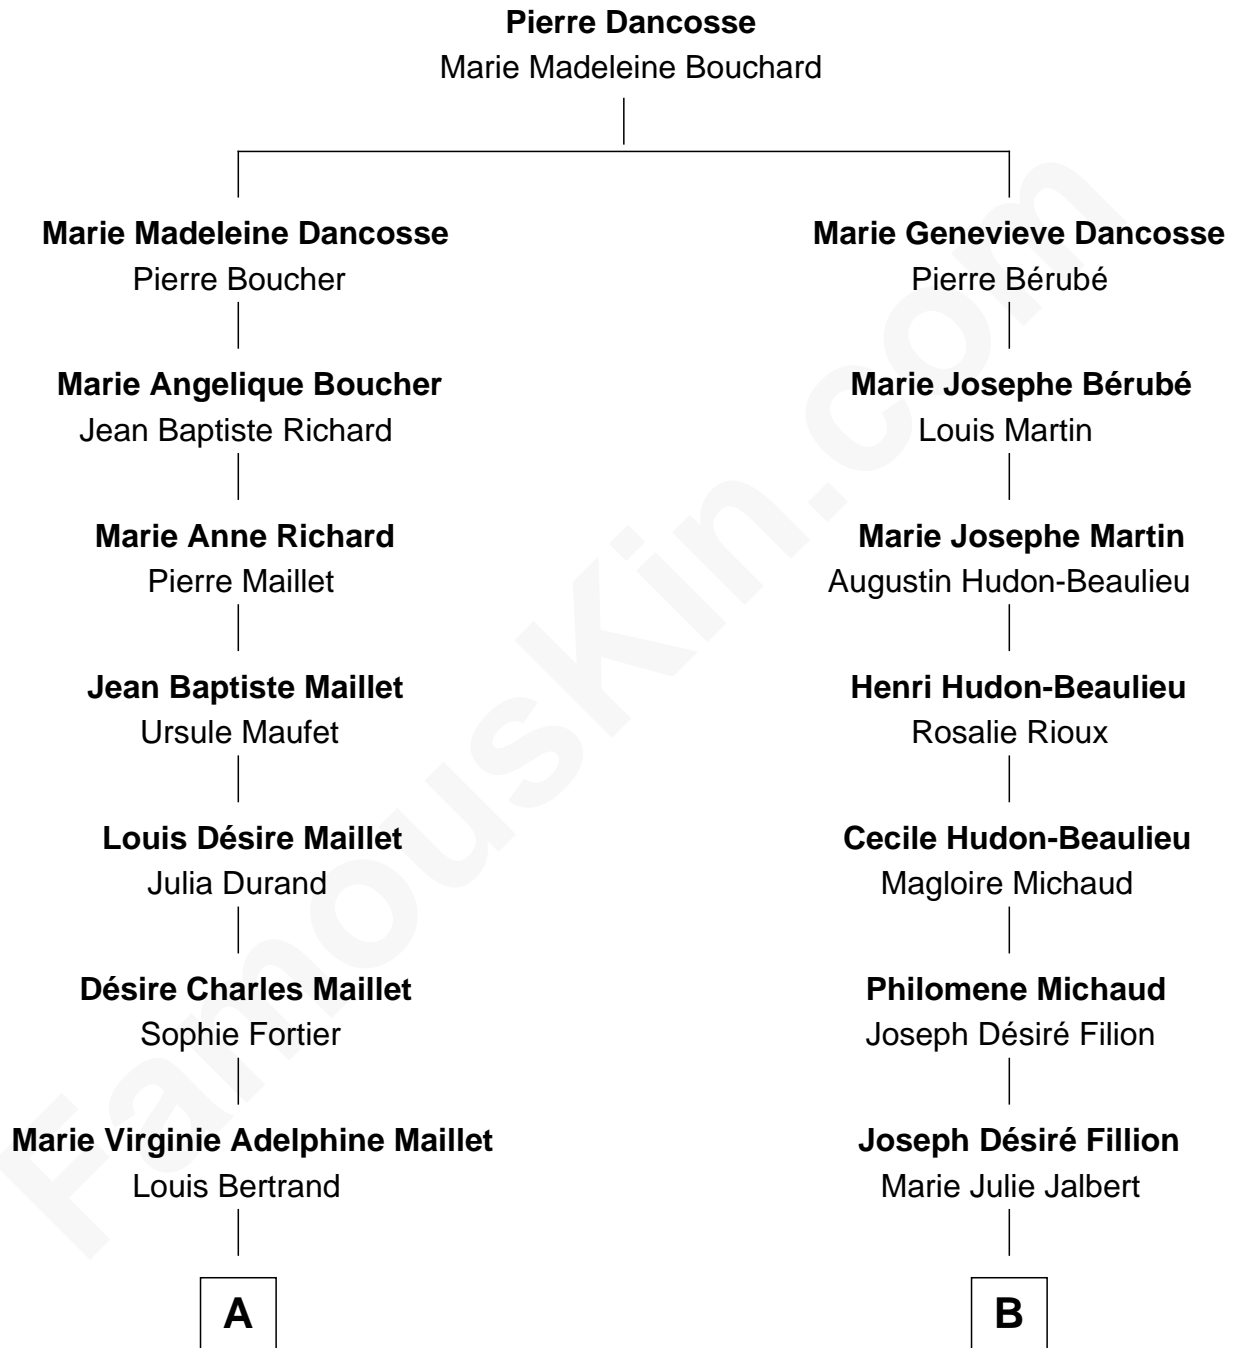 Pierre Dancosse
Marie Madeleine Bouchard
Marie Madeleine Dancosse
Pierre Boucher
Marie Genevieve Dancosse
Pierre Bérubé
Marie Angelique Boucher
Jean Baptiste Richard
Marie Josephe Bérubé
Louis Martin
Marie Anne Richard
Pierre Maillet
Marie Josephe Martin
Augustin Hudon-Beaulieu
Jean Baptiste Maillet
Ursule Maufet
Henri Hudon-Beaulieu
Rosalie Rioux
Louis Désire Maillet
Julia Durand
Cecile Hudon-Beaulieu
Magloire Michaud
Désire Charles Maillet
Sophie Fortier
Philomene Michaud
Joseph Désiré Filion
Marie Virginie Adelphine Maillet
Louis Bertrand
Joseph Désiré Fillion
Marie Julie Jalbert
A
B
FamousKin.com